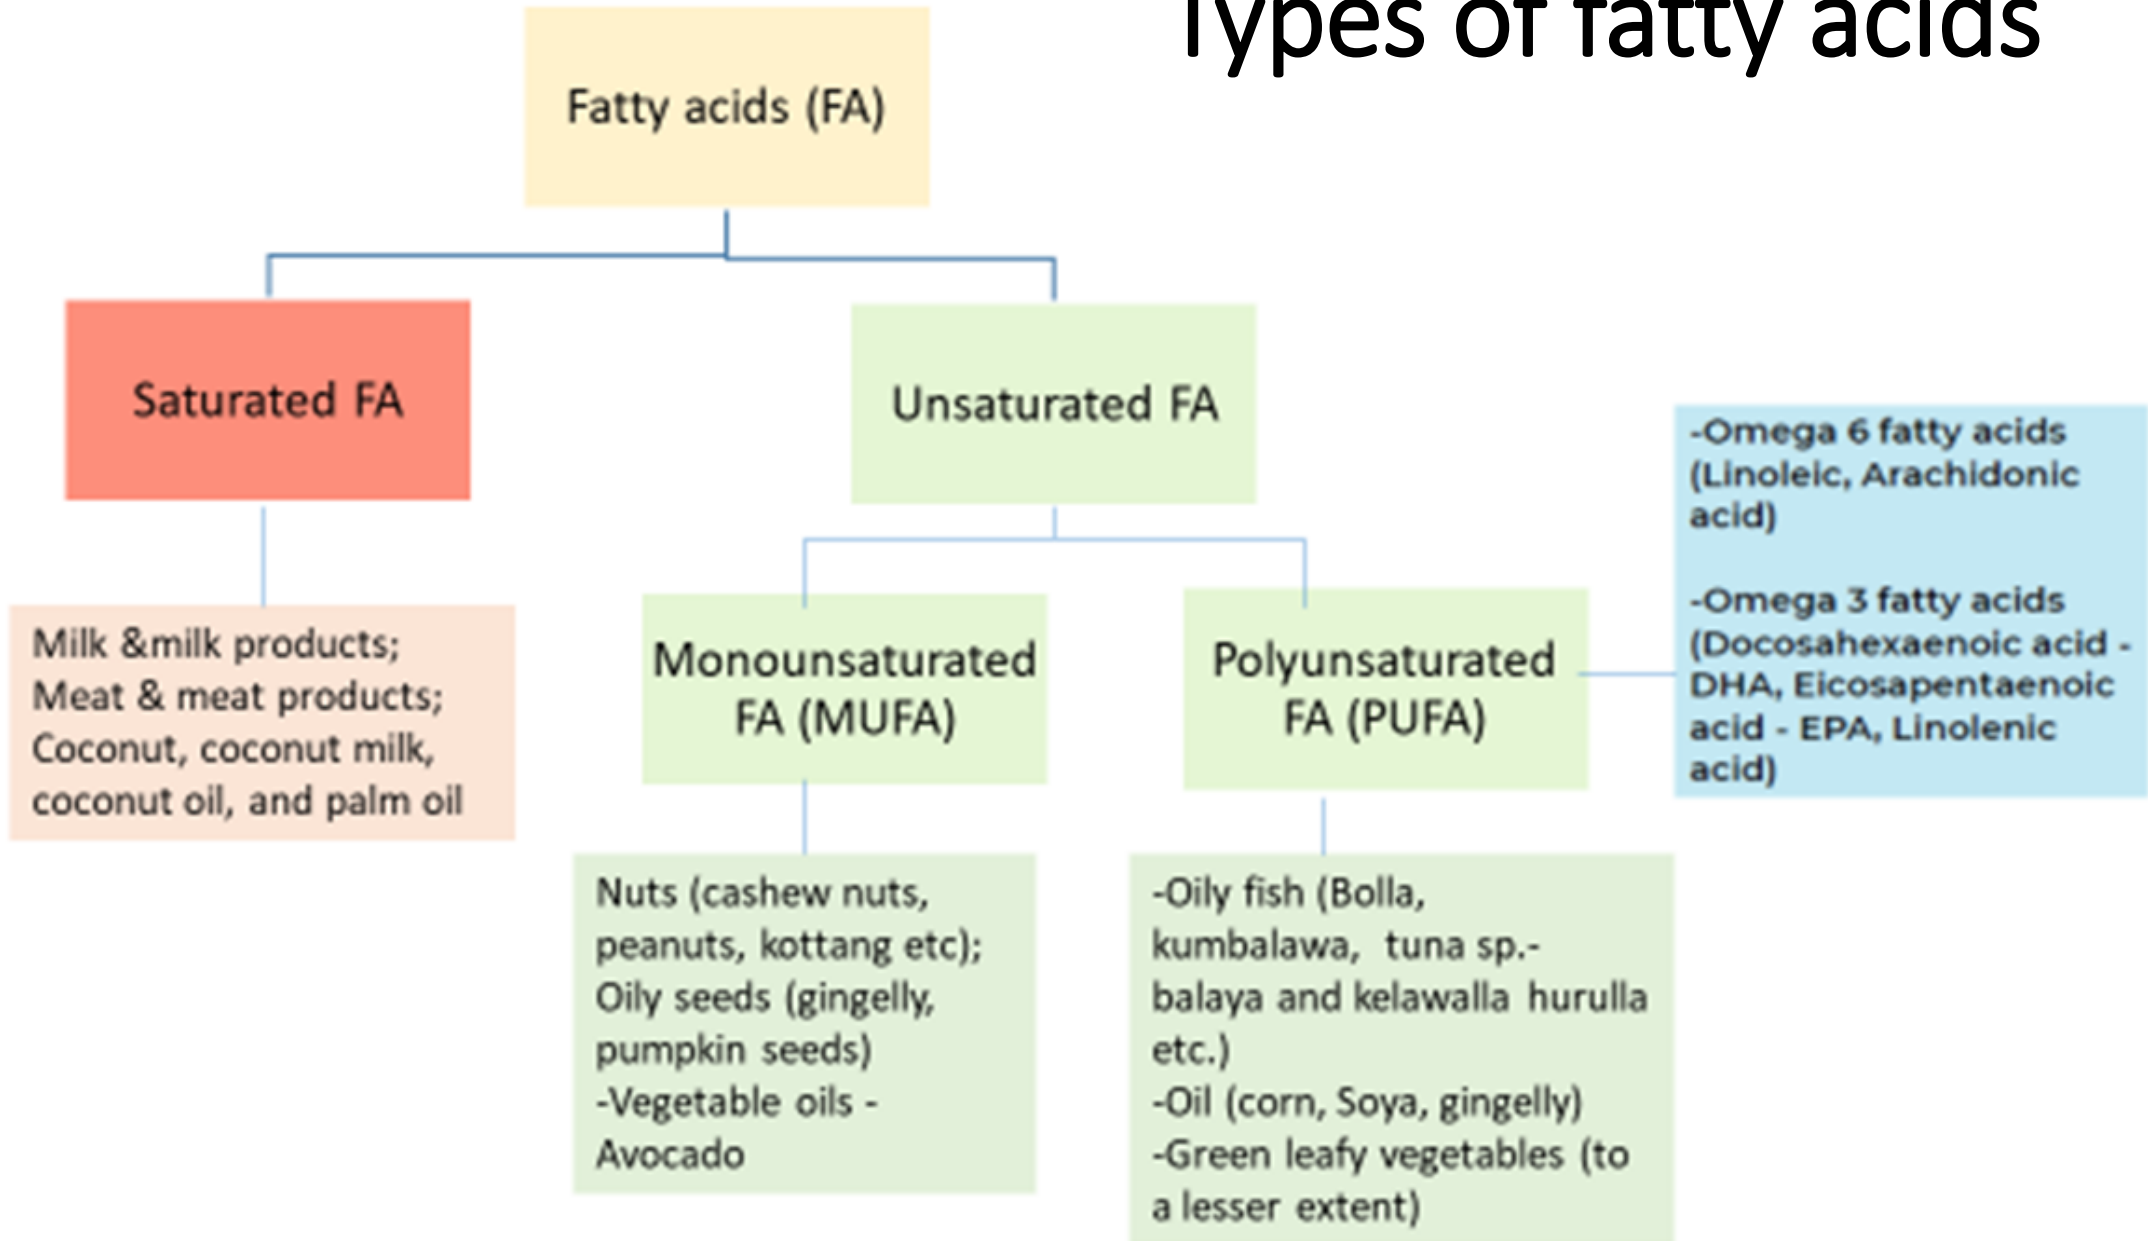 Types of fatty acids
Fatty acids (FA)
Saturated FA
Unsaturated FA
-Omega 6 fatty acids
(Linoleic, Arachidonic
acid)
-Omega 3 fatty acids
(Docosahexaenoic acid -
DHA, Eicosapentaenoic
acid - EPA, Linolenic
acid)
Milk &milk products;
Meat & meat products;
Coconut, coconut milk,
coconut oil, and palm oil
Monounsaturated
FA (MUFA)
Polyunsaturated
FA (PUFA)
Nuts (cashew nuts,
peanuts, kottang etc);
Oily seeds (gingelly,
pumpkin seeds)
-Vegetable oils -
Avocado
-Oily fish (Bolla,
kumbalawa, tuna sp.-
balaya and kelawalla hurulla
etc.)
-Oil (corn, Soya, gingelly)
-Green leafy vegetables (to
a lesser extent)